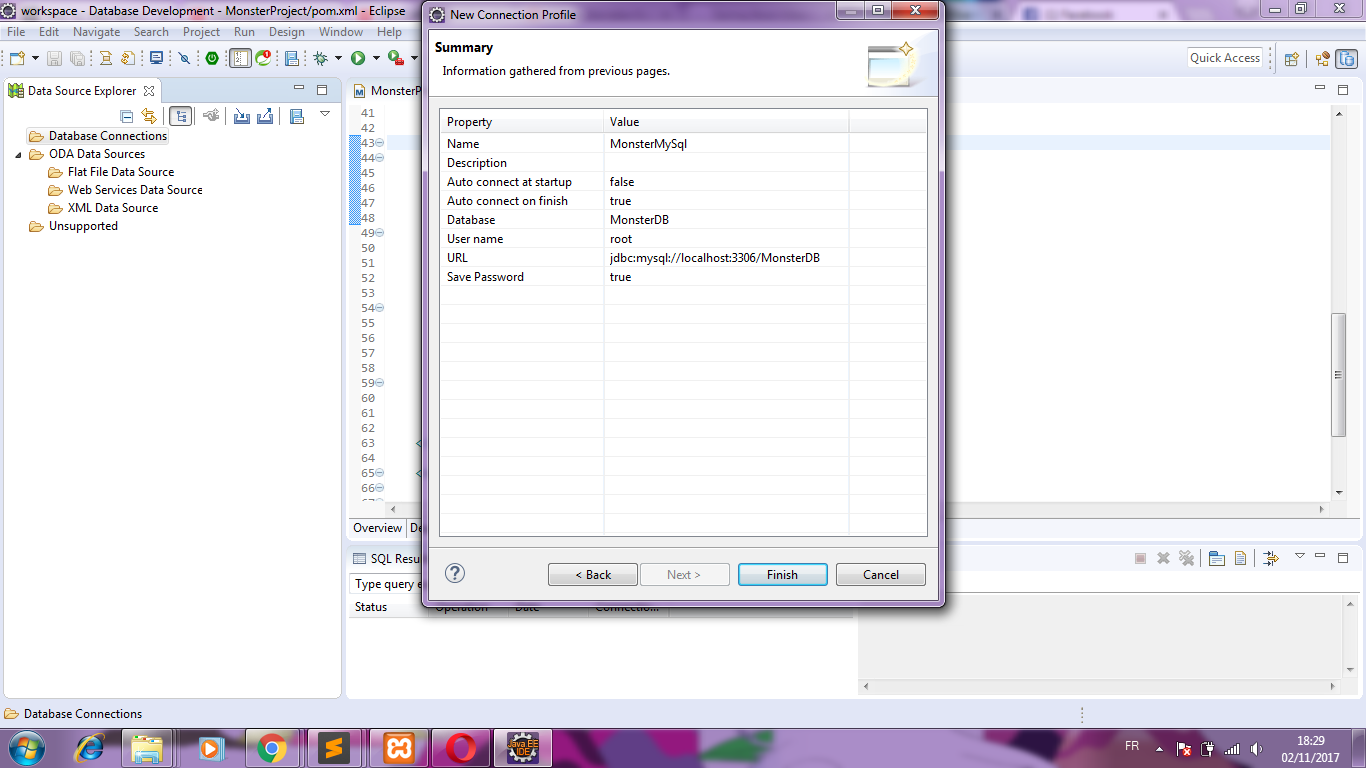 workspace - Database Development - MonsterProject/pom.xml - Eclipse
New Connection Profile
File Edit Navigate Search Project Run Design Window Help
Quick Access
Data Source Explorer
Database Connections
ODA Data Sources
Flat File Data Source
Web Services Data Source
XML Data Source
Unsupported
MonsterP
41
42
43
44
45
46
47
48
49
50
51
52
53
54
55
56
57
58
59
60
61
62
63
64
65
66
Overview De
Summary
Information gathered from previous pages.
Property Value
Name MonsterMySql
Description
Auto connect at startup false
Auto connect on finish true
Database MonsterDB
User name root
URL jdbc:mysql://localhost:3306/MonsterDB
Save Password true
? < Back Next > Finish Cancel
SQL Resu
Type query e
Status Operation Date Connectio...
Database Connections
Java EE
IDE
FR
18:29
02/11/2017